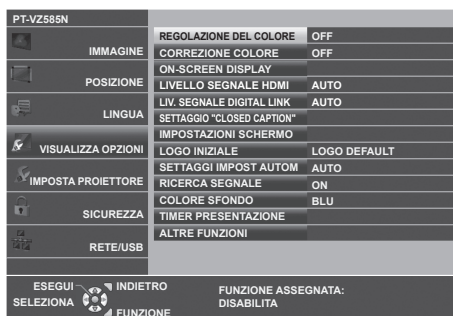 PT-VZ585N
IMMAGINE
POSIZIONE
LINGUA
VISUALIZZA OPZIONI
IMPOSTA PROIETTORE
SICUREZZA
RETE/USB
REGOLAZIONE DEL COLORE OFF
CORREZIONE COLORE OFF
ON-SCREEN DISPLAY
LIVELLO SEGNALE HDMI AUTO
LIV. SEGNALE DIGITAL LINK AUTO
SETTAGGIO "CLOSED CAPTION"
IMPOSTAZIONI SCHERMO
LOGO INIZIALE LOGO DEFAULT
SETTAGGI IMPOST AUTOM AUTO
RICERCA SEGNALE ON
COLORE SFONDO BLU
TIMER PRESENTAZIONE
ALTRE FUNZIONI
ESEGUI INDIETRO
SELEZIONA FUNZIONE
FUNZIONE ASSEGNATA:
DISABILITA